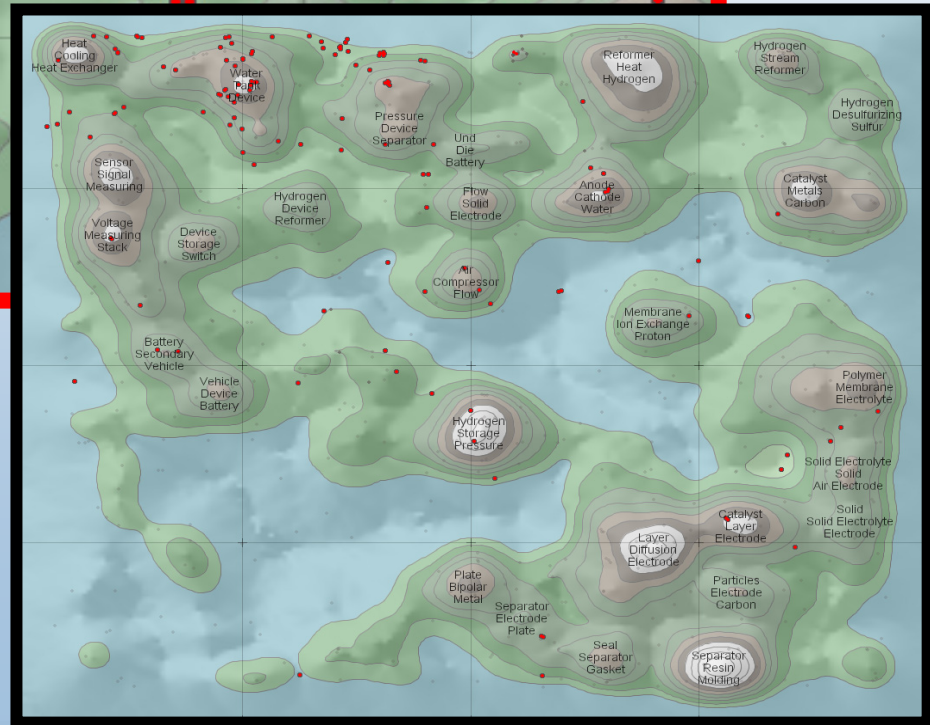 Heat
Cooling
Heat Exchanger
Water
Tank
Device
Reformer
Heat
Hydrogen
Hydrogen
Stream
Reformer
Hydrogen
Desulfurizing
Sulfur
Pressure
Device
Separator
Und
Die
Battery
Sensor
Signal
Measuring
Hydrogen
Device
Reformer
Flow
Solid
Electrode
Anode
Cathode
Water
Catalyst
Metals
Carbon
Voltage
Measuring
Stack
Device
Storage
Switch
Air
Compressor
Flow
Membrane
Ion Exchange
Proton
Battery
Secondary
Vehicle
Vehicle
Device
Battery
Polymer
Membrane
Electrolyte
Hydrogen
Storage
Pressure
Solid Electrolyte
Solid
Air Electrode
Solid
Solid Electrolyte
Electrode
Catalyst
Layer
Electrode
Layer
Diffusion
Electrode
Plate
Bipolar
Metal
Particles
Electrode
Carbon
Separator
Electrode
Plate
Seal
Separator
Gasket
Separator
Resin
Molding